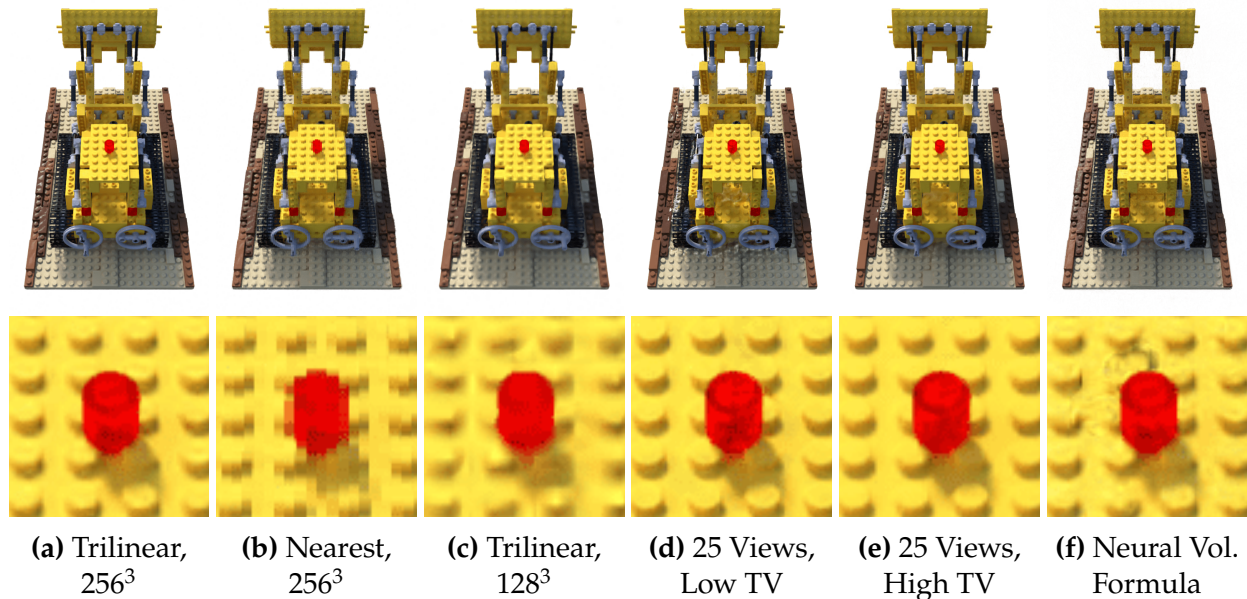 (a) Trilinear,
256³
(b) Nearest,
256³
(c) Trilinear,
128³
(d) 25 Views,
Low TV
(e) 25 Views,
High TV
(f) Neural Vol.
Formula